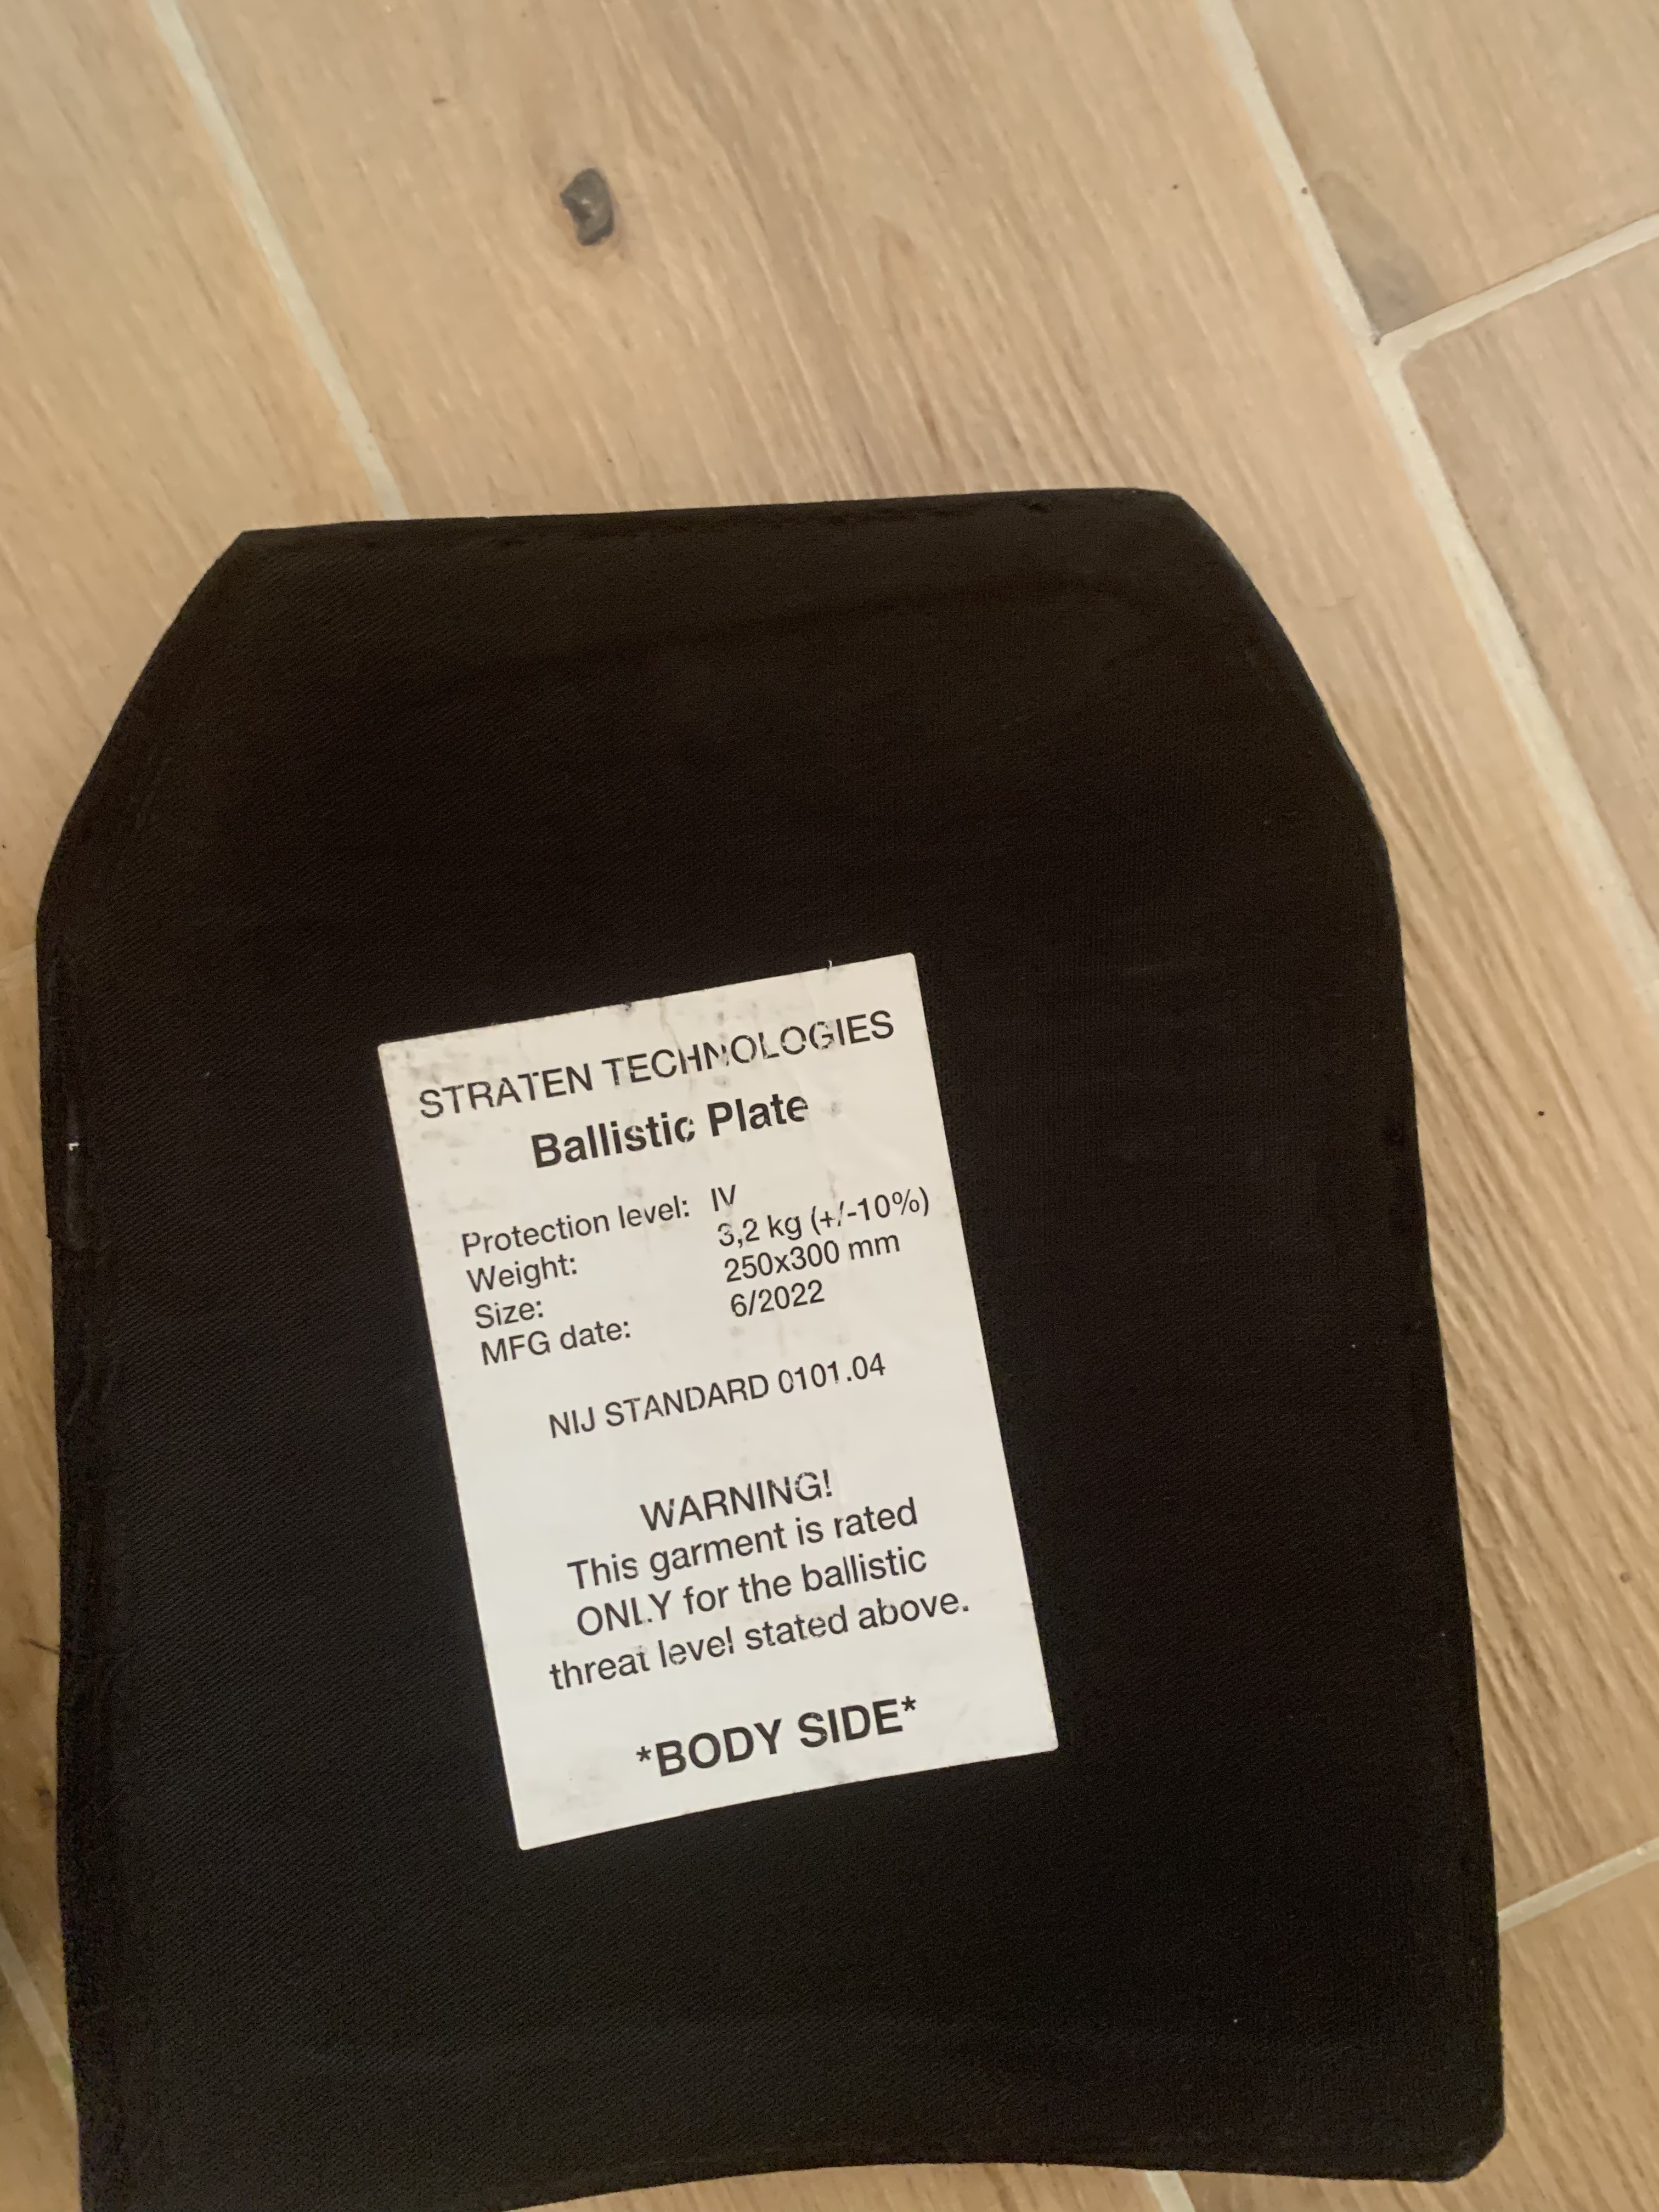 STRATEN TECHNOLOGIES
Ballistic Plate
Protection level: IV
Weight: 3,2 kg (+/-10%)
Size: 250x300 mm
MFG date: 6/2022
NIJ STANDARD 0101.04
WARNING!
This garment is rated
ONLY for the ballistic
threat level stated above.
*BODY SIDE*